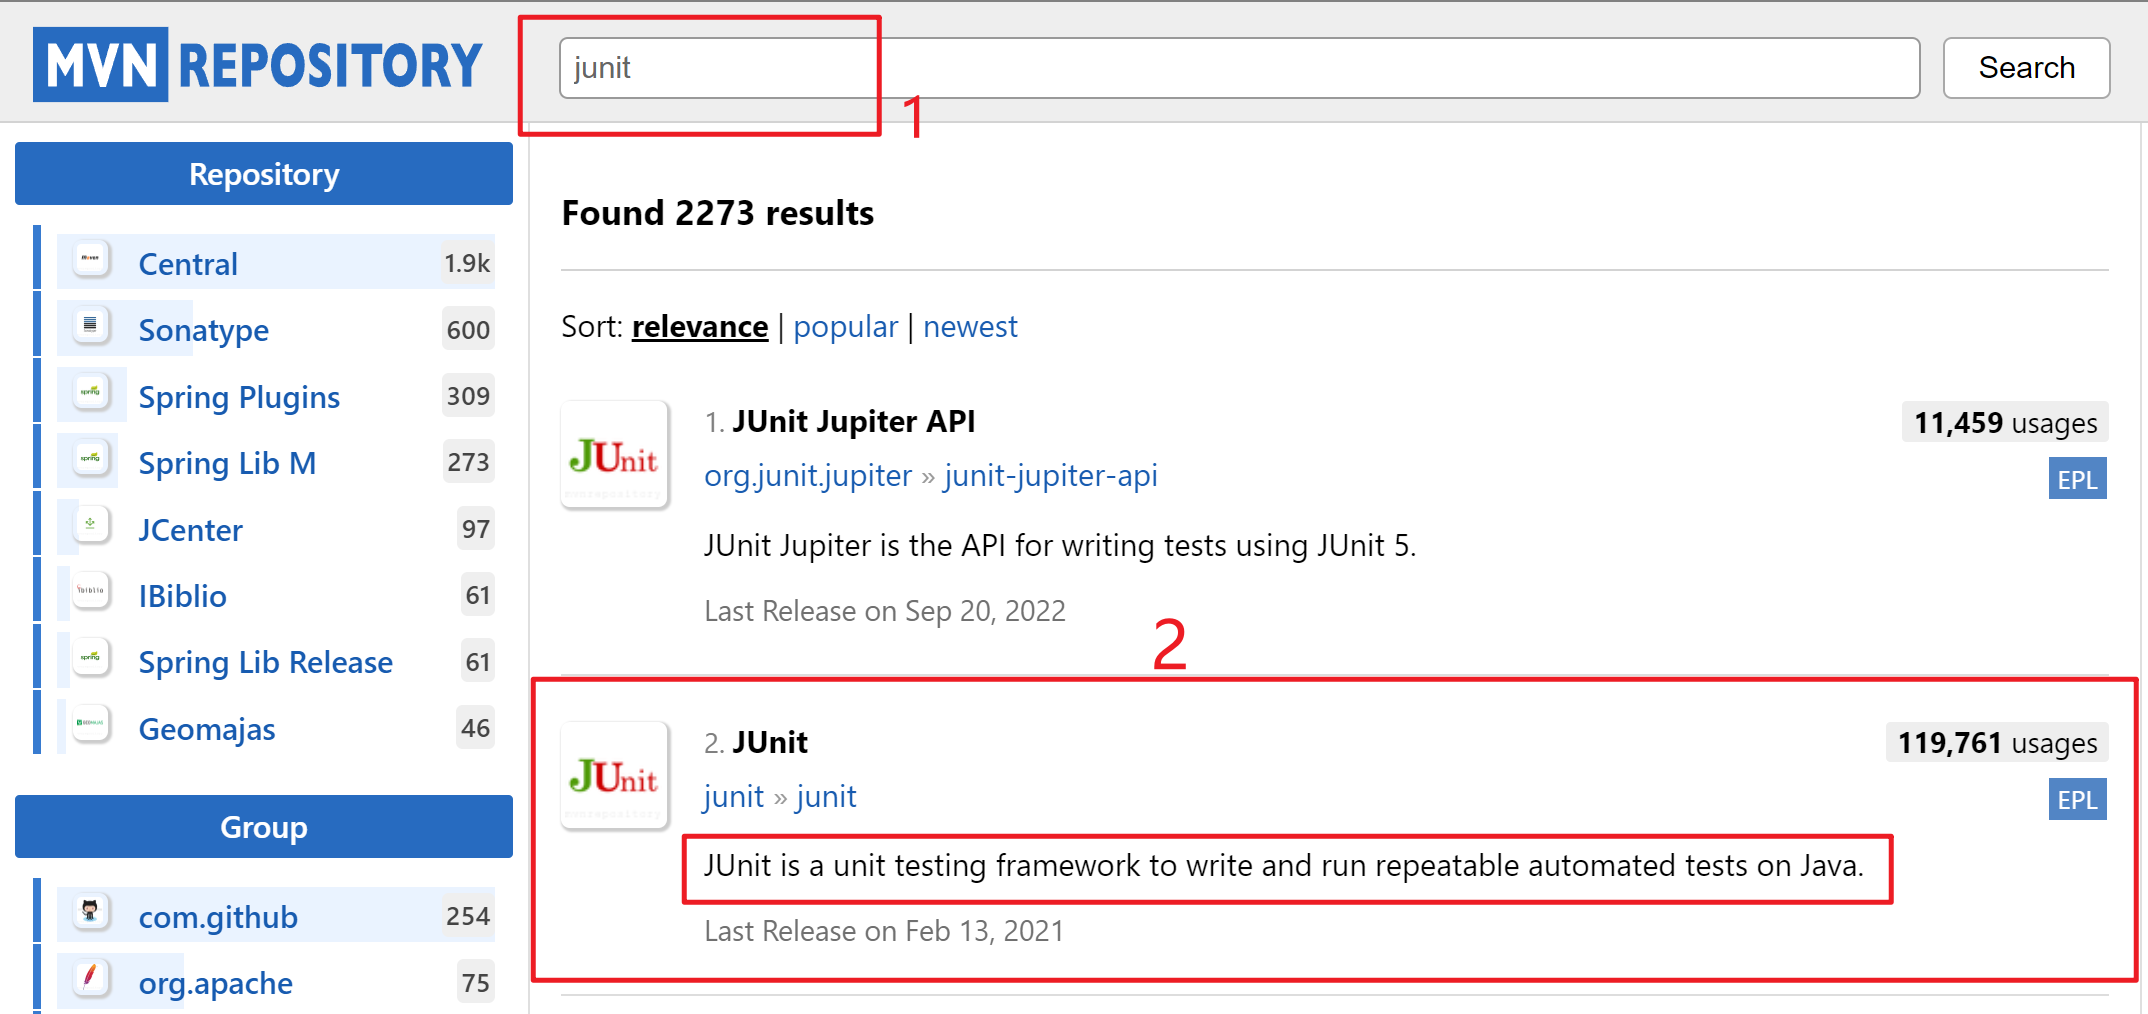 MVN REPOSITORY
junit
Search
1
Repository
Central 1.9k
Sonatype 600
Spring Plugins 309
Spring Lib M 273
JCenter 97
IBiblio 61
Spring Lib Release 61
Geomajas 46
Group
com.github 254
org.apache 75
Found 2273 results
Sort: relevance | popular | newest
JUnit
1. JUnit Jupiter API
11,459 usages
org.junit.jupiter » junit-jupiter-api
EPL
JUnit Jupiter is the API for writing tests using JUnit 5.
Last Release on Sep 20, 2022
2
JUnit
2. JUnit
119,761 usages
junit » junit
EPL
JUnit is a unit testing framework to write and run repeatable automated tests on Java.
Last Release on Feb 13, 2021